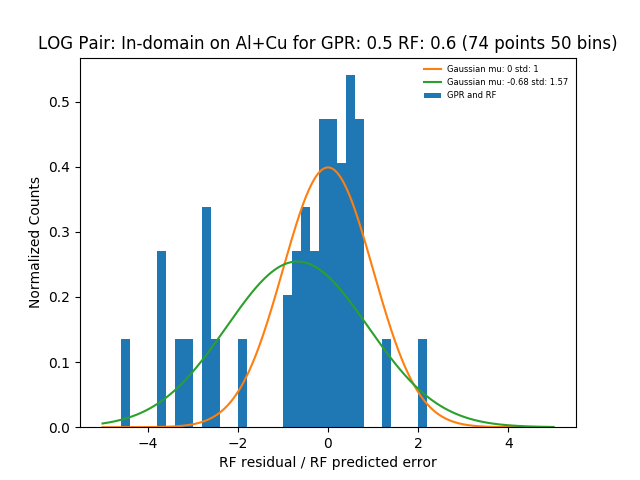 LOG Pair: In-domain on Al+Cu for GPR: 0.5 RF: 0.6 (74 points 50 bins)
Gaussian mu: 0 std: 1
Gaussian mu: -0.68 std: 1.57
GPR and RF
Normalized Counts
0.5
0.4
0.3
0.2
0.1
0.0
−4 −2 0 2 4
RF residual / RF predicted error